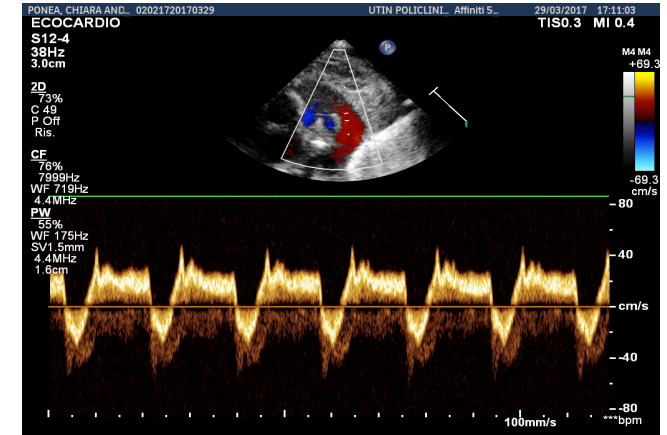 PONEA, CHIARA AND... 02021720170329 UTIN POLICLINI... Affiniti 5... 29/03/2017 17:11:03
ECOCARDIO TIS0.3 MI 0.4
S12-4
38Hz
3.0cm
P
M4 M4
+69.3
2D
73%
C 49
P Off
Ris.
CF
76%
7999Hz
WF 719Hz
4.4MHz
-69.3
cm/s
PW
55%
WF 175Hz
SV1.5mm
4.4MHz
1.6cm
80
40
cm/s
-40
-80
100mm/s
***bpm